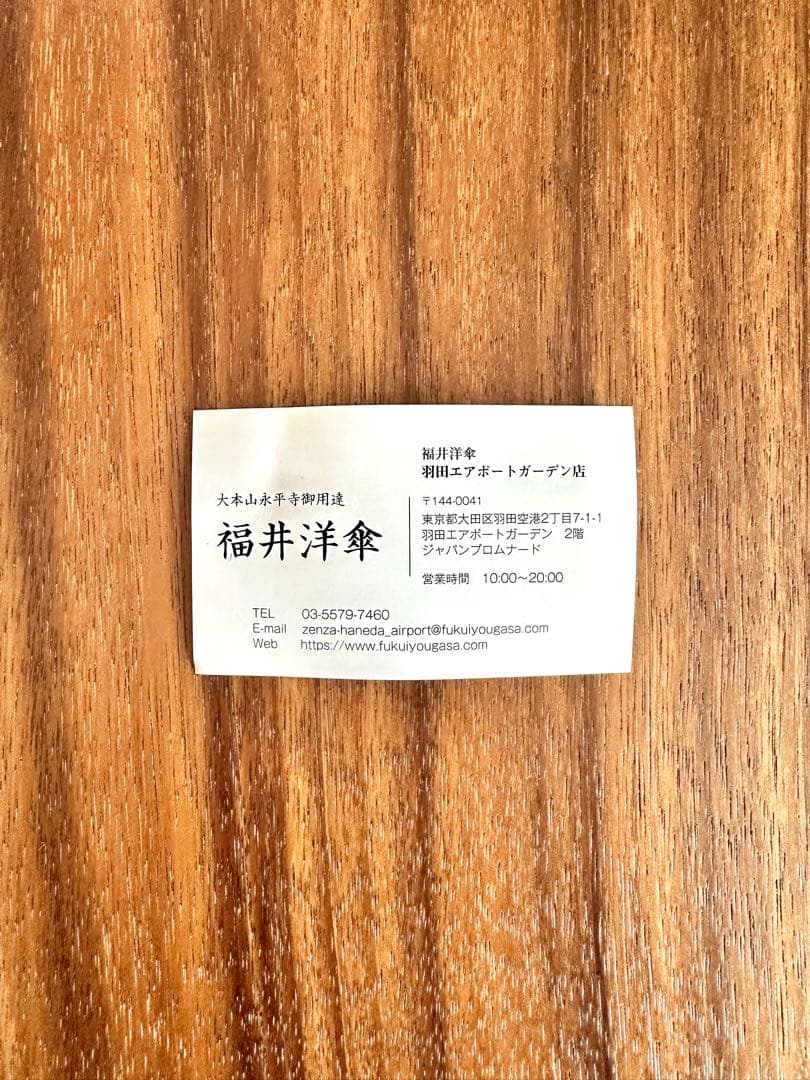 大本山永平寺御用達
福井洋傘
福井洋傘
羽田エアポートガーデン店
〒144-0041
東京都大田区羽田空港2丁目7-1-1
羽田エアポートガーデン　2階
ジャパンプロムナード
営業時間　10:00〜20:00
TEL 03-5579-7460
E-mail zenza-haneda_airport@fukuiyougasa.com
Web https://www.fukuiyougasa.com